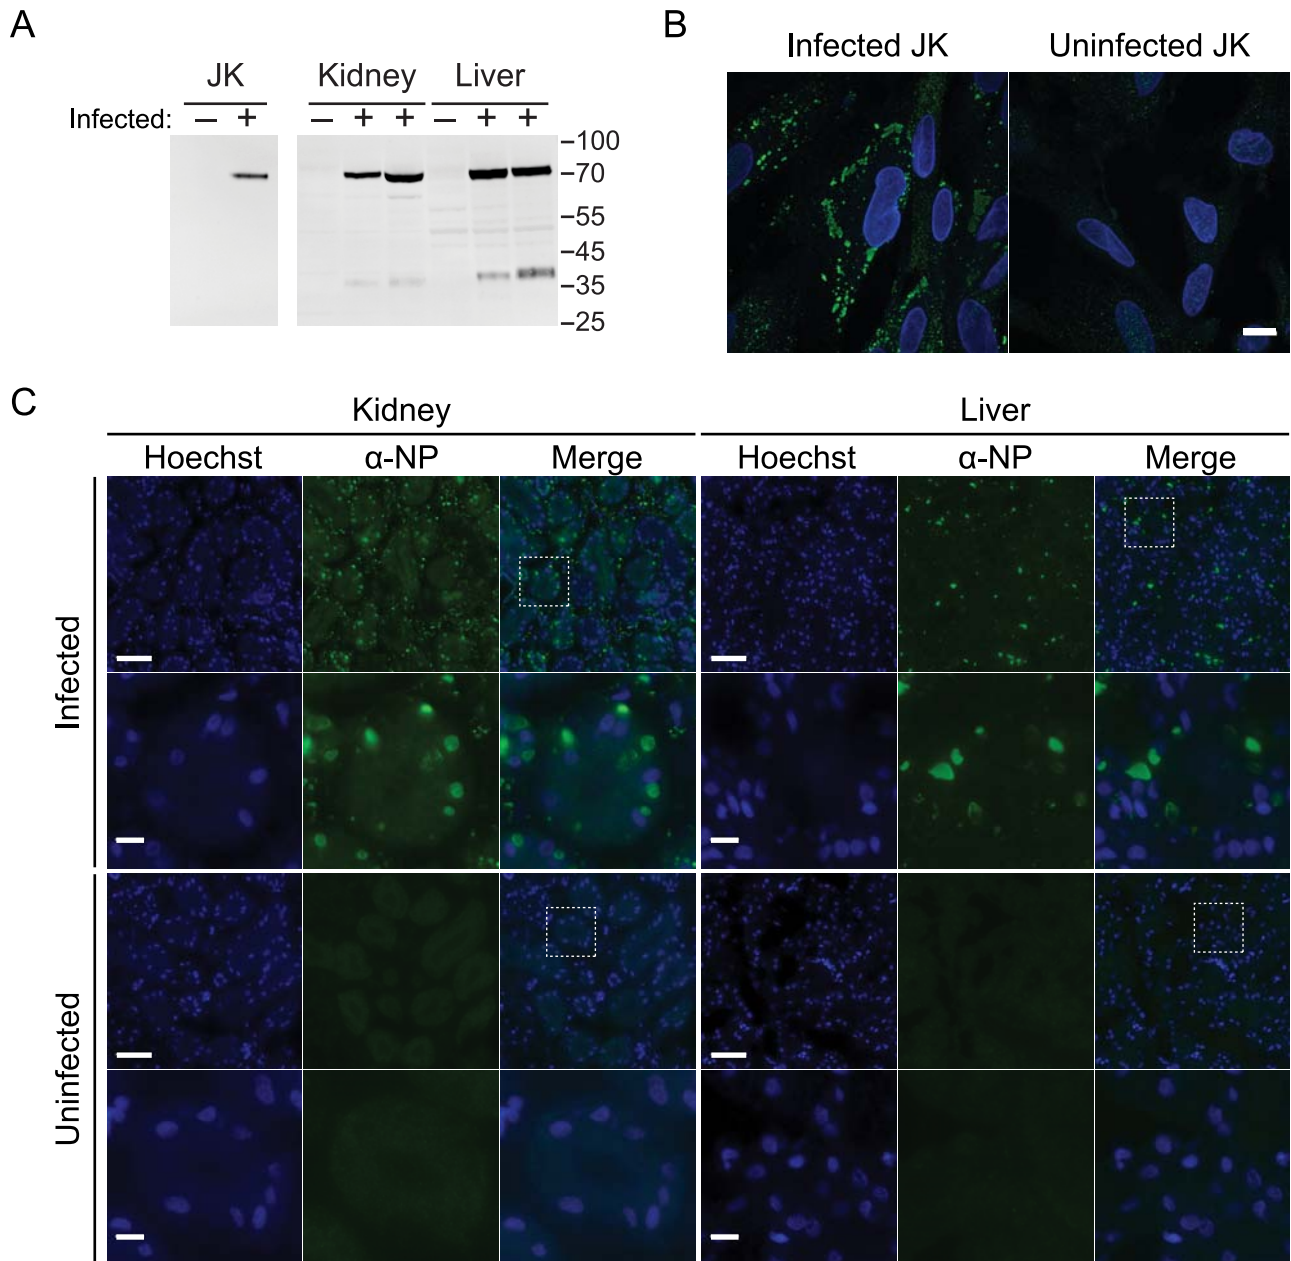 A
JK Kidney Liver
Infected: – + – + + – + +
–100
–70
–55
–45
–35
–25
B
Infected JK Uninfected JK
C
Kidney Liver
Hoechst α-NP Merge Hoechst α-NP Merge
Infected
Uninfected